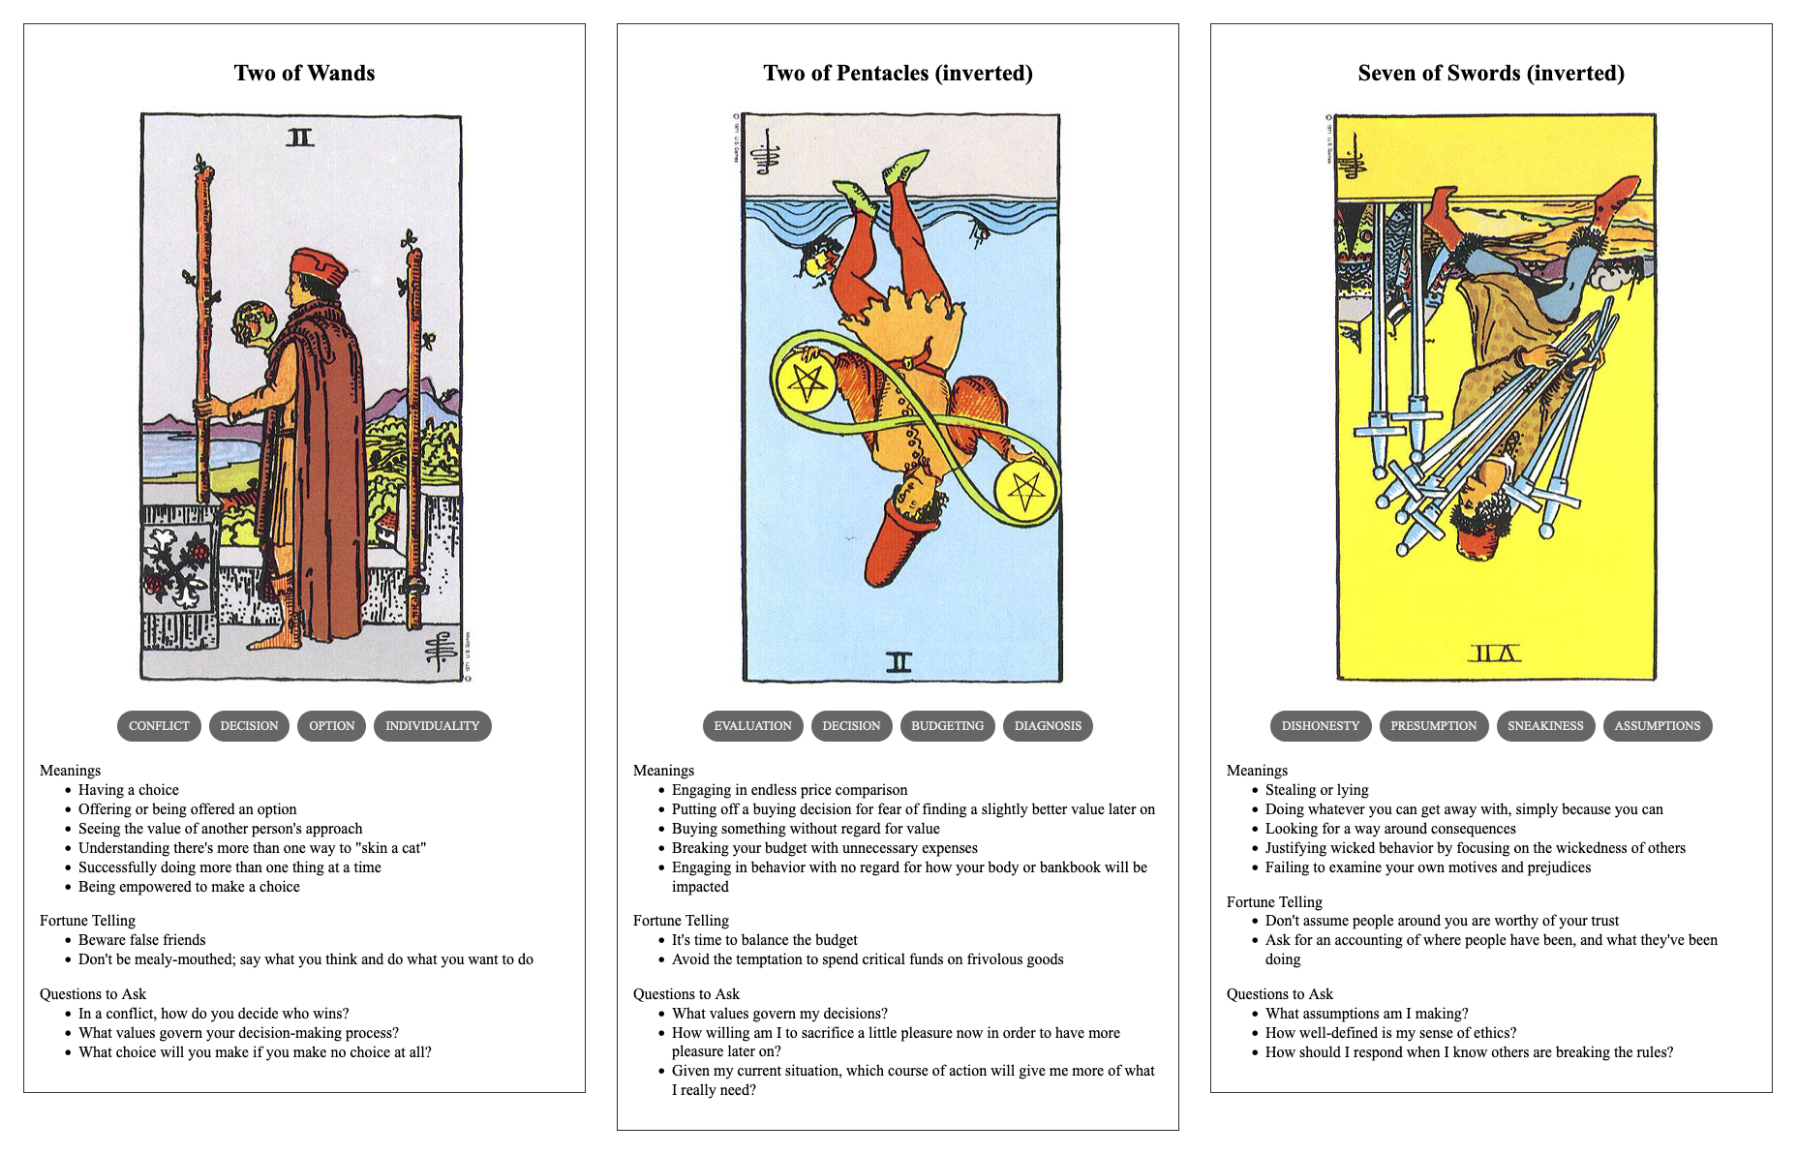 Two of Wands
II
CONFLICT
DECISION
OPTION
INDIVIDUALITY
Meanings
Having a choice
Offering or being offered an option
Seeing the value of another person's approach
Understanding there's more than one way to "skin a cat"
Successfully doing more than one thing at a time
Being empowered to make a choice
Fortune Telling
Beware false friends
Don't be mealy-mouthed; say what you think and do what you want to do
Questions to Ask
In a conflict, how do you decide who wins?
What values govern your decision-making process?
What choice will you make if you make no choice at all?
Two of Pentacles (inverted)
© 1971 U.S. Games
II
EVALUATION
DECISION
BUDGETING
DIAGNOSIS
Meanings
Engaging in endless price comparison
Putting off a buying decision for fear of finding a slightly better value later on
Buying something without regard for value
Breaking your budget with unnecessary expenses
Engaging in behavior with no regard for how your body or bankbook will be
impacted
Fortune Telling
It's time to balance the budget
Avoid the temptation to spend critical funds on frivolous goods
Questions to Ask
What values govern my decisions?
How willing am I to sacrifice a little pleasure now in order to have more
pleasure later on?
Given my current situation, which course of action will give me more of what
I really need?
Seven of Swords (inverted)
VII
DISHONESTY
PRESUMPTION
SNEAKINESS
ASSUMPTIONS
Meanings
Stealing or lying
Doing whatever you can get away with, simply because you can
Looking for a way around consequences
Justifying wicked behavior by focusing on the wickedness of others
Failing to examine your own motives and prejudices
Fortune Telling
Don't assume people around you are worthy of your trust
Ask for an accounting of where people have been, and what they've been
doing
Questions to Ask
What assumptions am I making?
How well-defined is my sense of ethics?
How should I respond when I know others are breaking the rules?